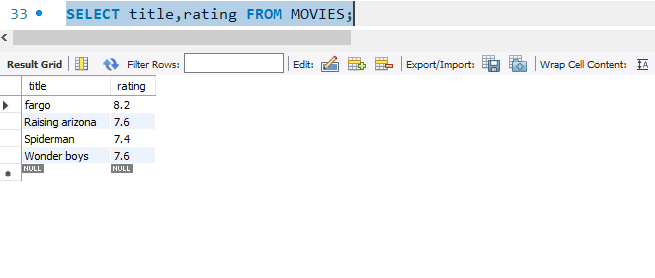 33 SELECT title,rating FROM MOVIES;
Result Grid Filter Rows: Edit: Export/Import: Wrap Cell Content:
title rating
fargo 8.2
Raising arizona 7.6
Spiderman 7.4
Wonder boys 7.6
NULL NULL